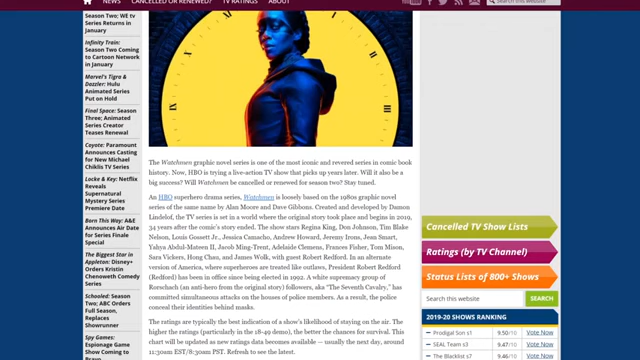 NEWS
CANCELLED OR RENEWED?
TV RATINGS
ABOUT
Search this website
Season Two; WE tv
Series Returns in
January
Infinity Train:
Season Two Coming
to Cartoon Network
in January
Marvel's Tigra &
Dazzler: Hulu
Animated Series
Put on Hold
Final Space: Season
Three; Animated
Series Creator
Teases Renewal
Coyote: Paramount
Announces Casting
for New Michael
Chiklis TV Series
Locke & Key: Netflix
Reveals
Supernatural
Mystery Series
Premiere Date
Born This Way: A&E
Announces Air Date
for Series Finale
Special
The Biggest Star in
Appleton: Disney+
Orders Kristin
Chenoweth Comedy
Series
Schooled: Season
Two; ABC Orders
Full Season,
Replaces
Showrunner
Spy Games:
Espionage Game
Show Coming to
The Watchmen graphic novel series is one of the most iconic and revered series in comic book
history. Now, HBO is trying a live-action TV show that picks up years later. Will it also be a
big success? Will Watchmen be cancelled or renewed for season two? Stay tuned.
An HBO superhero drama series, Watchmen is loosely based on the 1980s graphic novel
series of the same name by Alan Moore and Dave Gibbons. Created and developed by Damon
Lindelof, the TV series is set in a world where the original story took place and begins in 2019,
34 years after the comic's story ended. The show stars Regina King, Don Johnson, Tim Blake
Nelson, Louis Gossett Jr., Jessica Camacho, Andrew Howard, Jeremy Irons, Jean Smart,
Yahya Abdul-Mateen II, Jacob Ming-Trent, Adelaide Clemens, Frances Fisher, Tom Mison,
Sara Vickers, Hong Chau, and James Wolk, with guest Robert Redford. In an alternate
version of America, where superheroes are treated like outlaws, President Robert Redford
(Redford) has been in office since being elected in 1992. A white supremacy group of
Rorschach (an anti-hero from the original story) followers, aka "The Seventh Cavalry," has
committed simultaneous attacks on the houses of police members. As a result, the police
conceal their identities behind masks.
The ratings are typically the best indication of a show's likelihood of staying on the air. The
higher the ratings (particularly in the 18-49 demo), the better the chances for survival. This
chart will be updated as new ratings data becomes available — usually the next day, around
11:30am EST/8:30am PST. Refresh to see the latest.
Cancelled TV Show Lists
Ratings (by TV Channel)
Status Lists of 800+ Shows
Search this website
SEARCH
2019-20 SHOWS RANKING
Prodigal Son s1 9.50/10 Vote Now
SEAL Team s3 9.47/10 Vote Now
The Blacklist s7 9.46/10 Vote Now